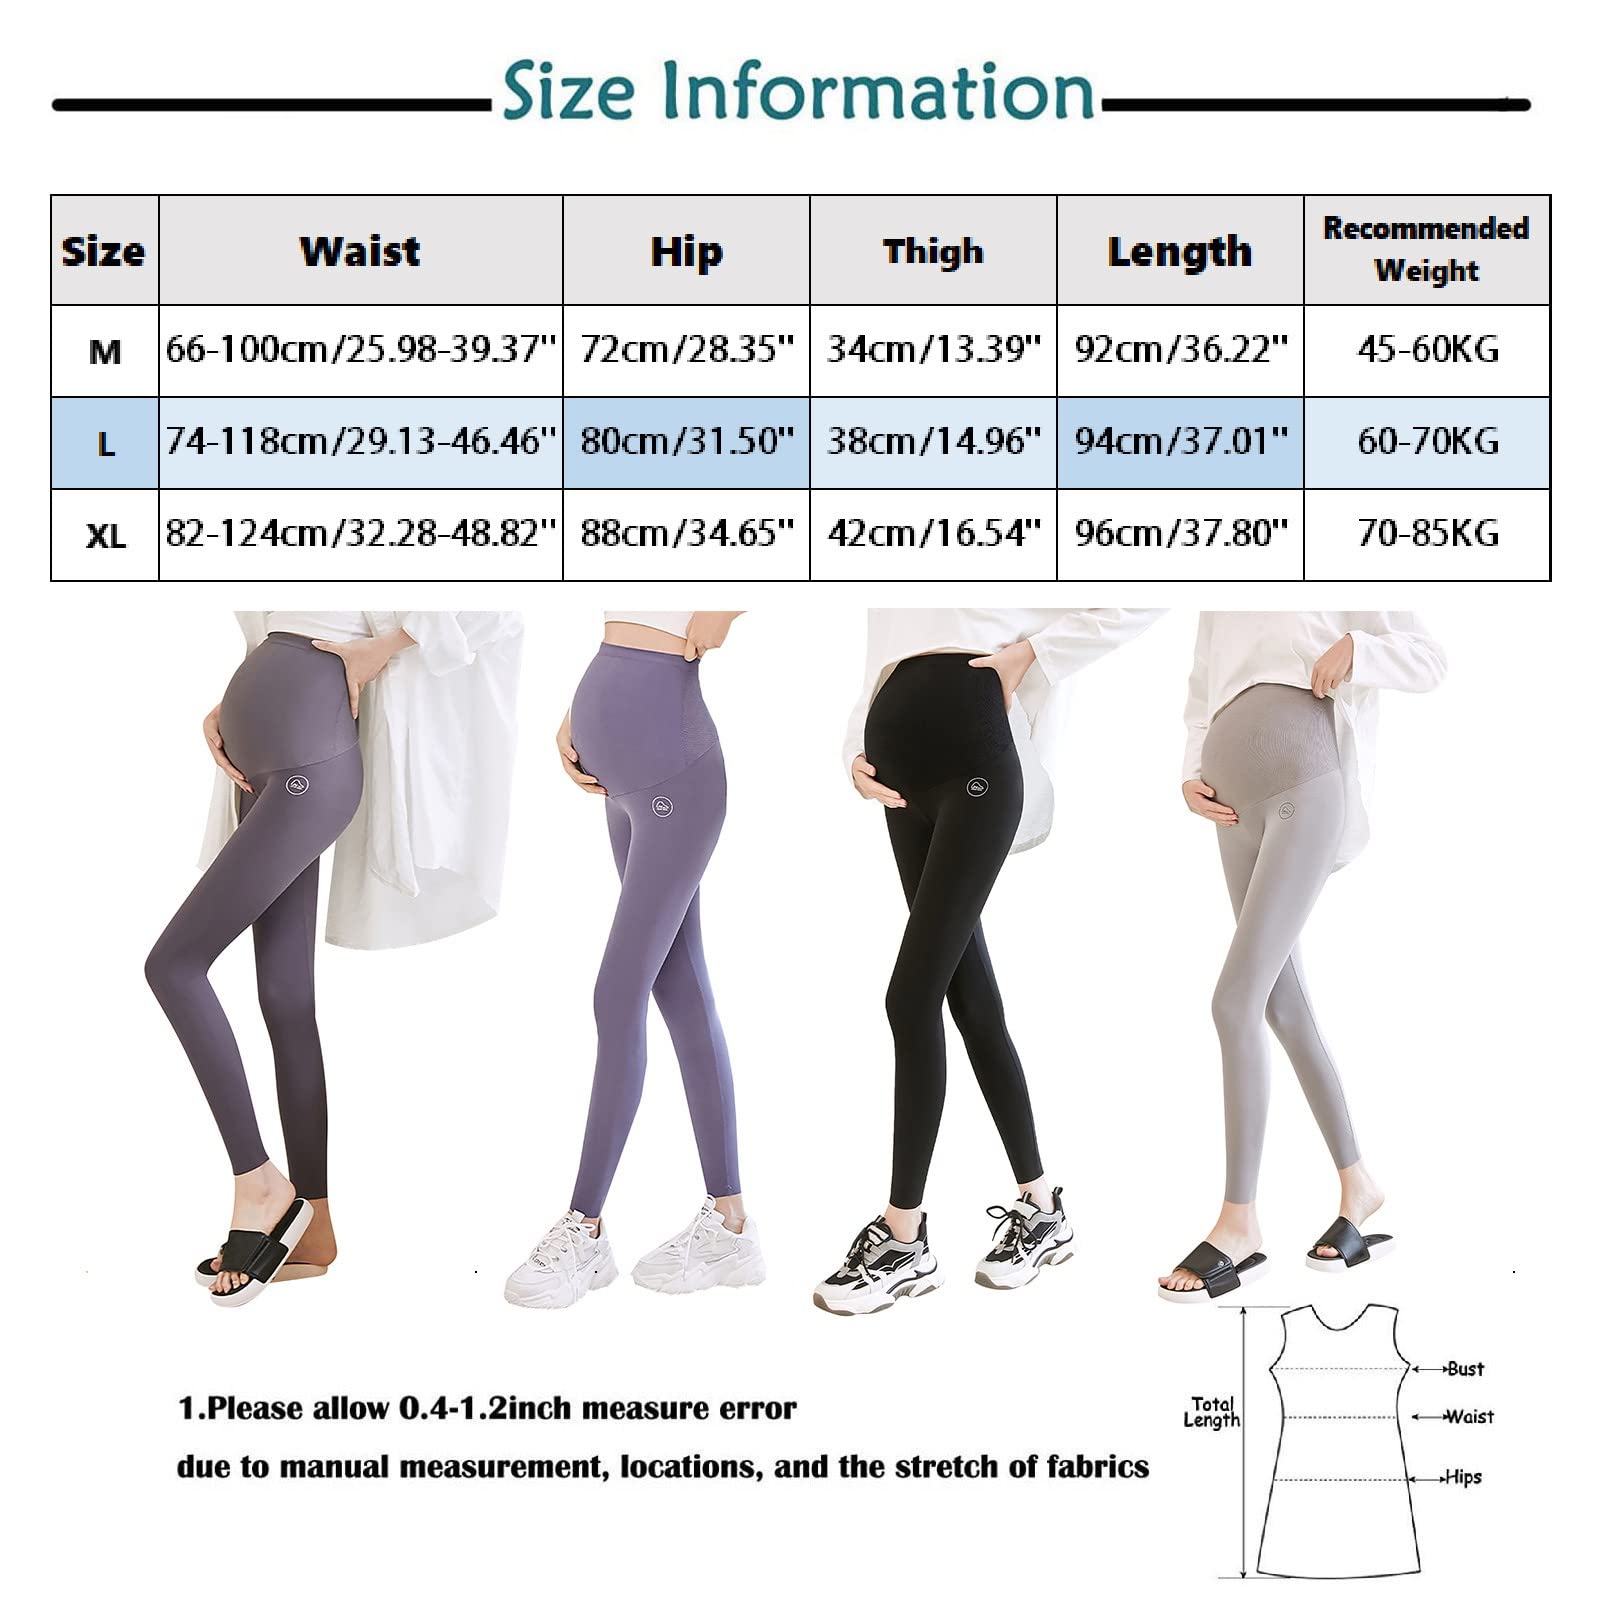 Size Information
Size Waist Hip Thigh Length Recommended Weight
M 66-100cm/25.98-39.37'' 72cm/28.35'' 34cm/13.39'' 92cm/36.22'' 45-60KG
L 74-118cm/29.13-46.46'' 80cm/31.50'' 38cm/14.96'' 94cm/37.01'' 60-70KG
XL 82-124cm/32.28-48.82'' 88cm/34.65'' 42cm/16.54'' 96cm/37.80'' 70-85KG
1.Please allow 0.4-1.2inch measure error
due to manual measurement, locations, and the stretch of fabrics
Total
Length
Bust
Waist
Hips